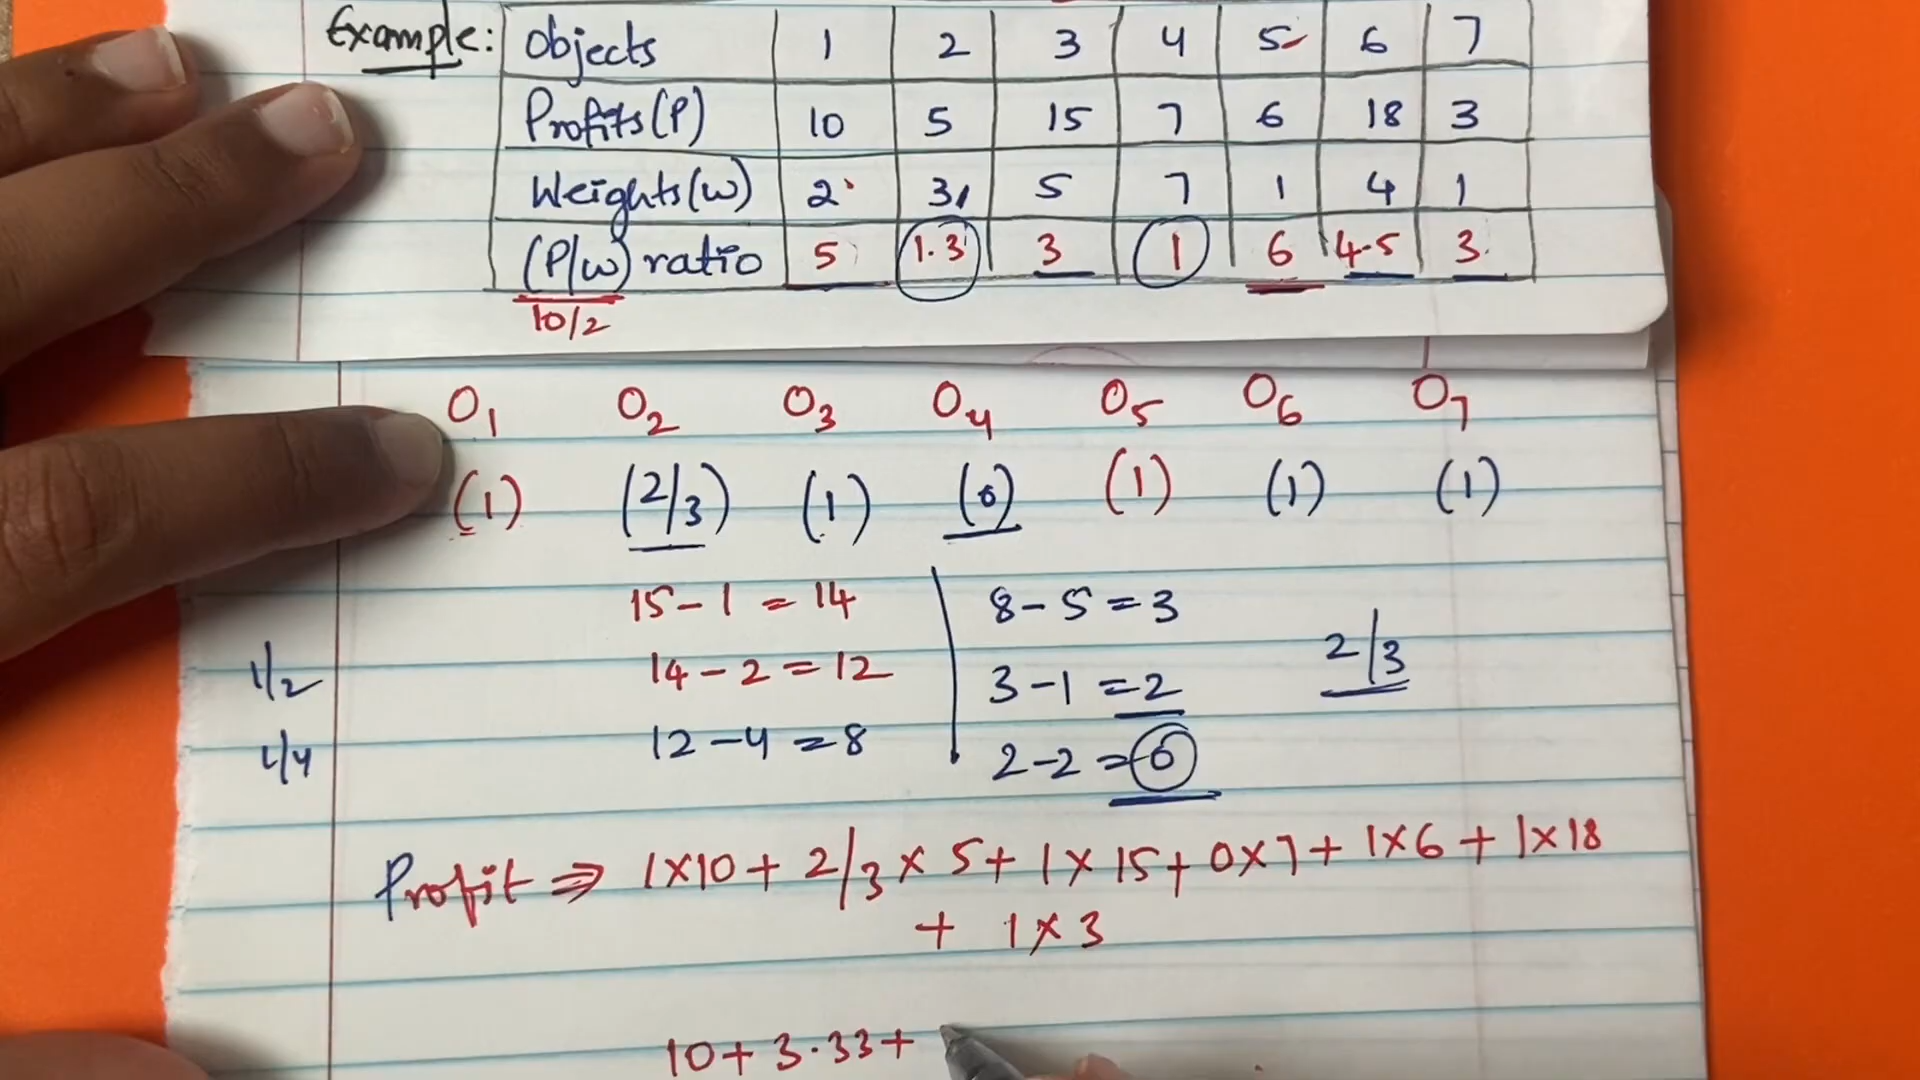 Example: Objects 1 2 3 4 5 6 7
Profits (P) 10 5 15 7 6 18 3
Weights (w) 2 3 5 7 1 4 1
(P/w) ratio 5 1.3 3 1 6 4.5 3
10/2
O1 O2 O3 O4 O5 O6 O7
(1) (2/3) (1) (0) (1) (1) (1)
15 - 1 = 14
14 - 2 = 12
12 - 4 = 8
8 - 5 = 3
3 - 1 = 2
2 - 2 = 0
2/3
1/2
1/4
Profit ⇒ 1×10 + 2/3 × 5 + 1 × 15 + 0×7 + 1×6 + 1×18
+ 1×3
10 + 3.33 +